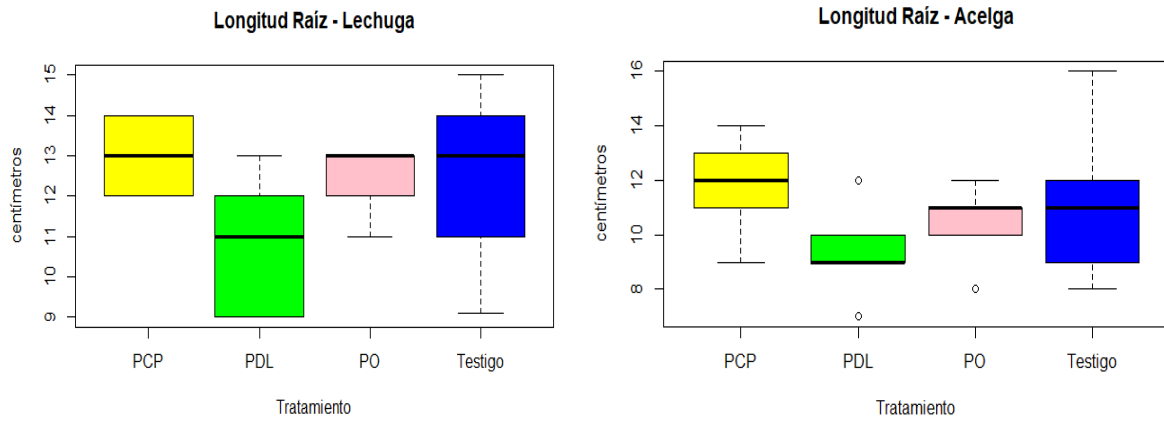 Longitud Raíz - Lechuga
centímetros
15
14
13
12
11
10
9
PCP PDL PO Testigo
Tratamiento
Longitud Raíz - Acelga
centímetros
16
14
12
10
8
PCP PDL PO Testigo
Tratamiento